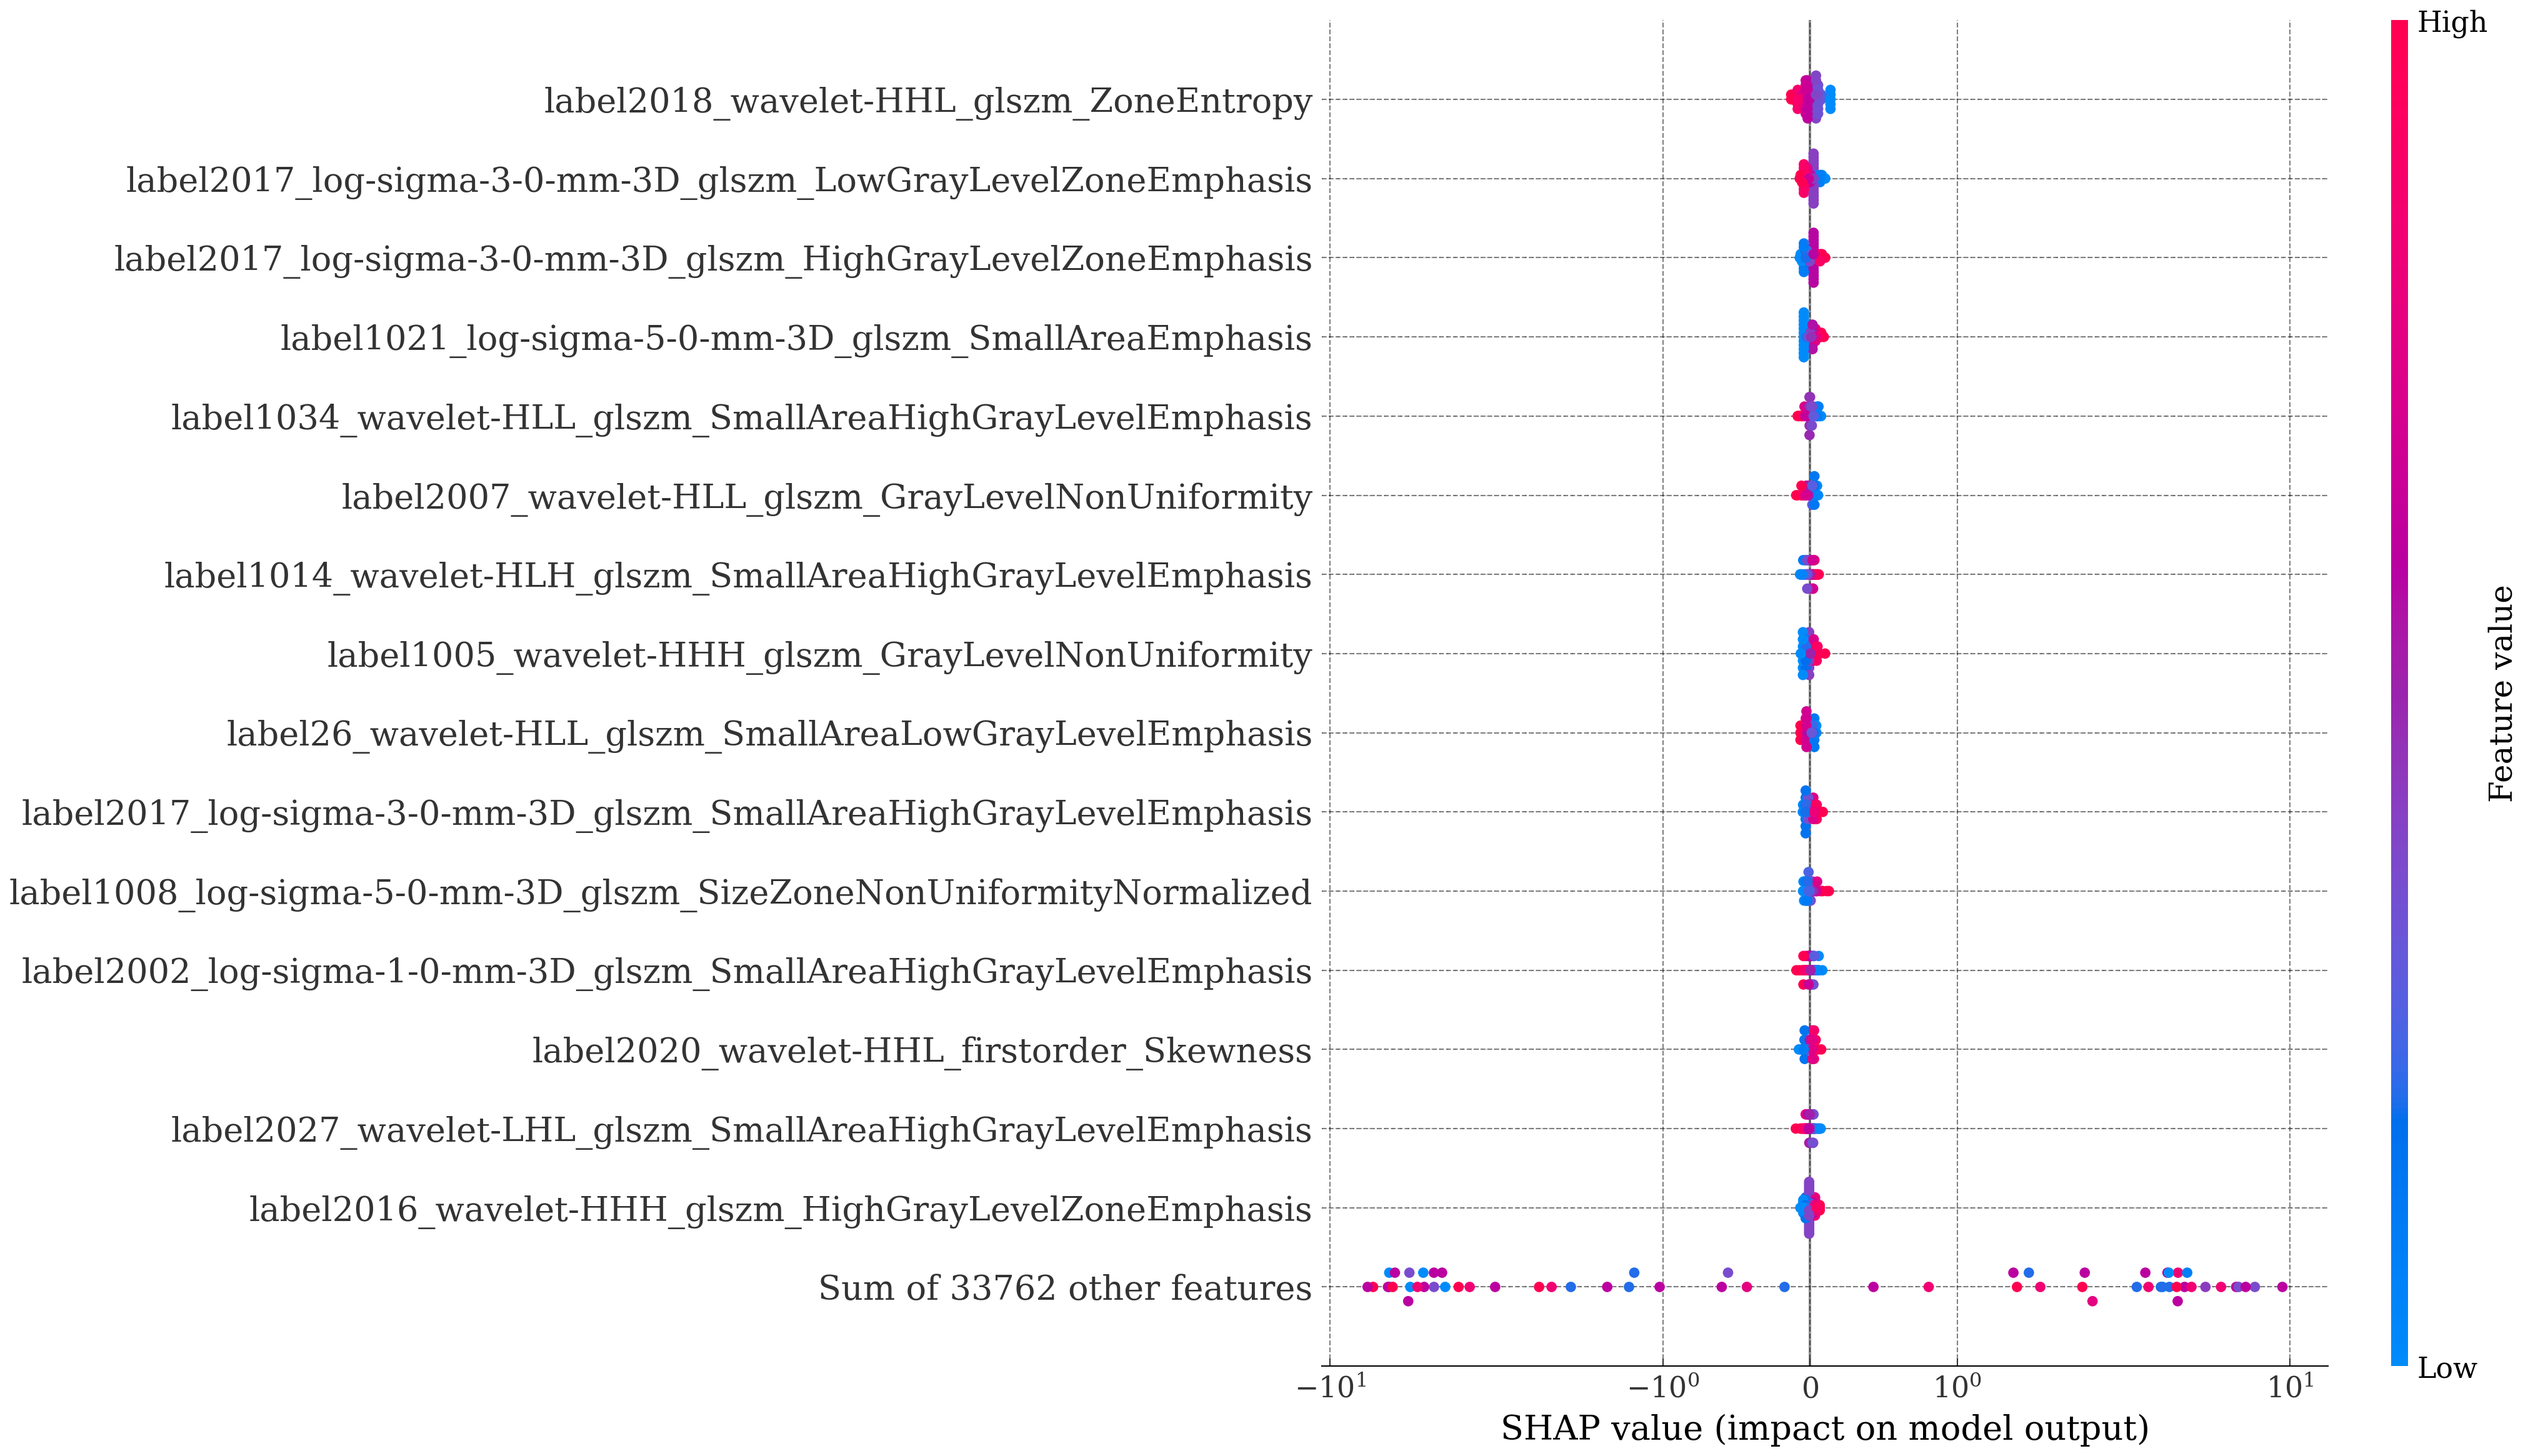 High
label2018_wavelet-HHL_glszm_ZoneEntropy
label2017_log-sigma-3-0-mm-3D_glszm_LowGrayLevelZoneEmphasis
label2017_log-sigma-3-0-mm-3D_glszm_HighGrayLevelZoneEmphasis
label1021_log-sigma-5-0-mm-3D_glszm_SmallAreaEmphasis
label1034_wavelet-HLL_glszm_SmallAreaHighGrayLevelEmphasis
label2007_wavelet-HLL_glszm_GrayLevelNonUniformity
label1014_wavelet-HLH_glszm_SmallAreaHighGrayLevelEmphasis
label1005_wavelet-HHH_glszm_GrayLevelNonUniformity
label26_wavelet-HLL_glszm_SmallAreaLowGrayLevelEmphasis
label2017_log-sigma-3-0-mm-3D_glszm_SmallAreaHighGrayLevelEmphasis
label1008_log-sigma-5-0-mm-3D_glszm_SizeZoneNonUniformityNormalized
label2002_log-sigma-1-0-mm-3D_glszm_SmallAreaHighGrayLevelEmphasis
label2020_wavelet-HHL_firstorder_Skewness
label2027_wavelet-LHL_glszm_SmallAreaHighGrayLevelEmphasis
label2016_wavelet-HHH_glszm_HighGrayLevelZoneEmphasis
Sum of 33762 other features
Feature value
Low
−10¹ −10⁰ 0 10⁰ 10¹
SHAP value (impact on model output)